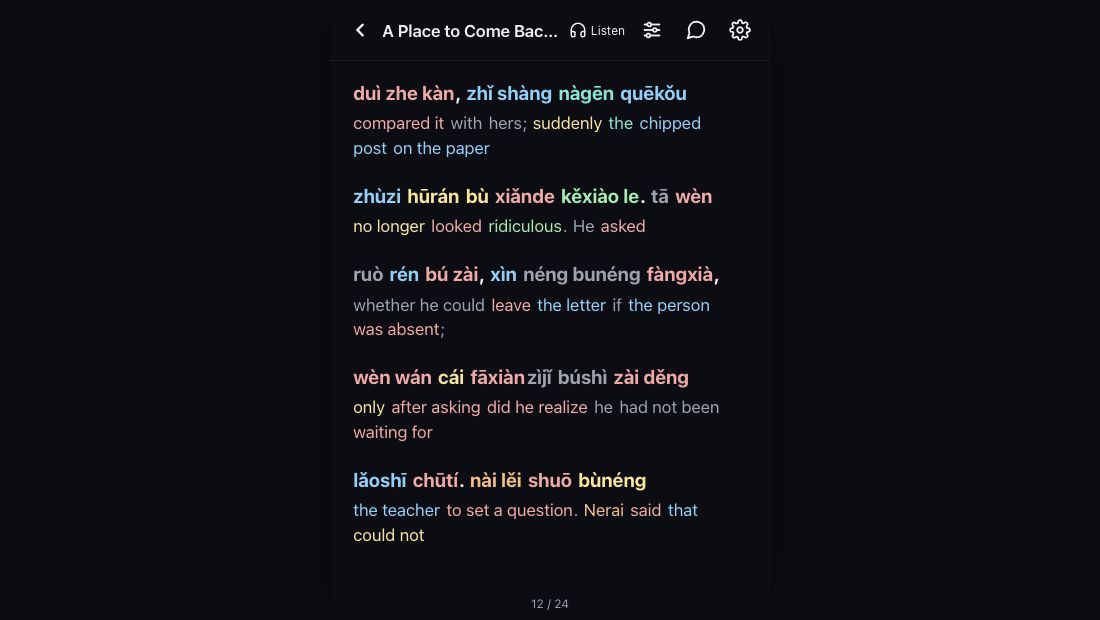 A Place to Come Bac... Listen
duì zhe kàn, zhǐ shàng nàgēn quēkǒu
compared it with hers; suddenly the chipped
post on the paper
zhùzi hūrán bù xiǎnde kěxiào le. tā wèn
no longer looked ridiculous. He asked
ruò rén bú zài, xìn néng bunéng fàngxià,
whether he could leave the letter if the person
was absent;
wèn wán cái fāxiàn zìjǐ búshì zài děng
only after asking did he realize he had not been
waiting for
lǎoshī chūtí. nài lěi shuō bùnéng
the teacher to set a question. Nerai said that
could not
12 / 24